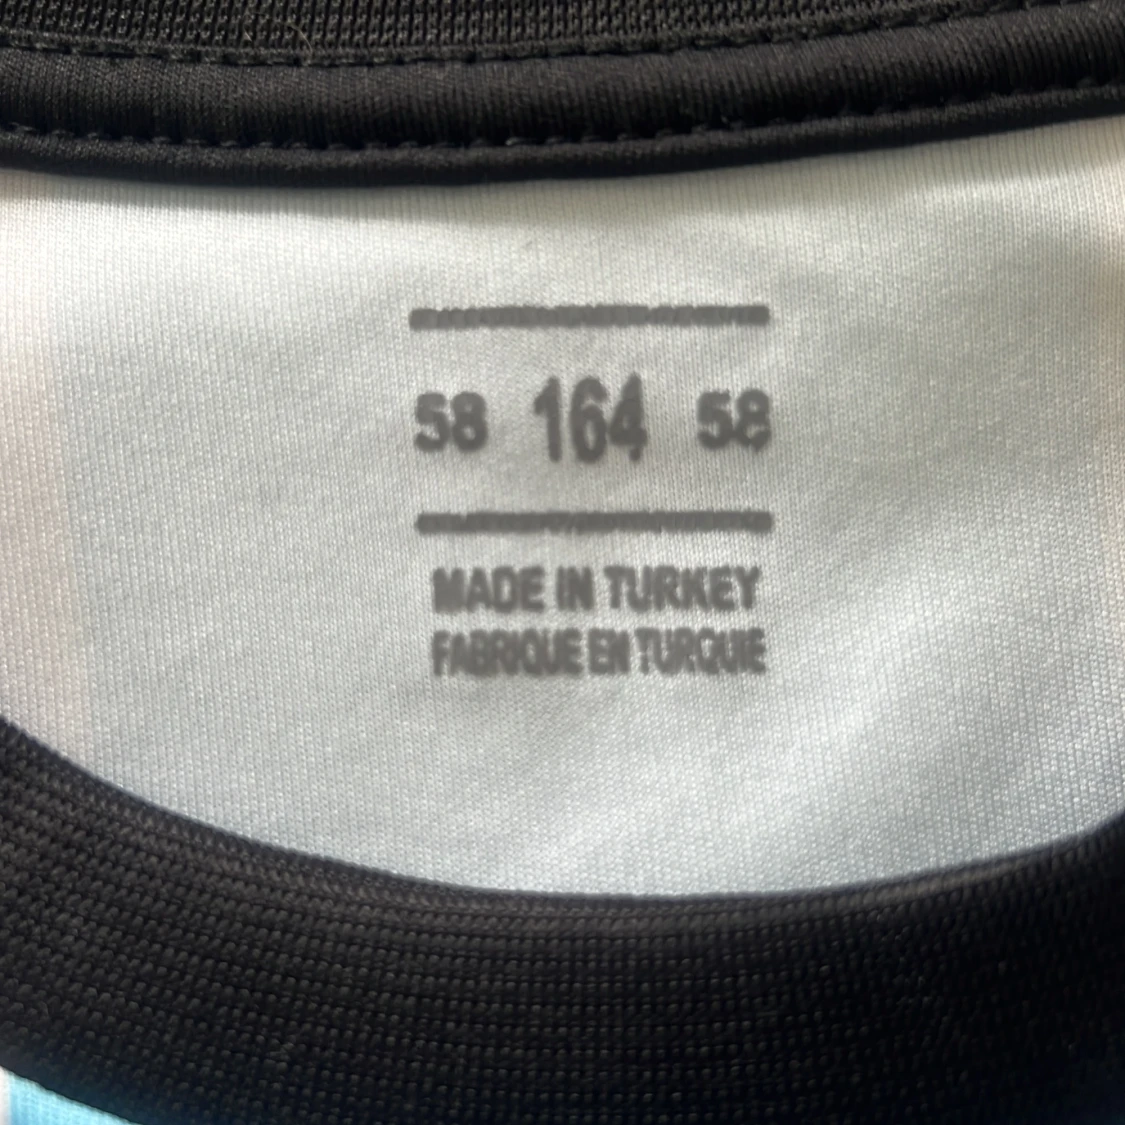 58 164 58
MADE IN TURKEY
FABRIQUE EN TURQUIE